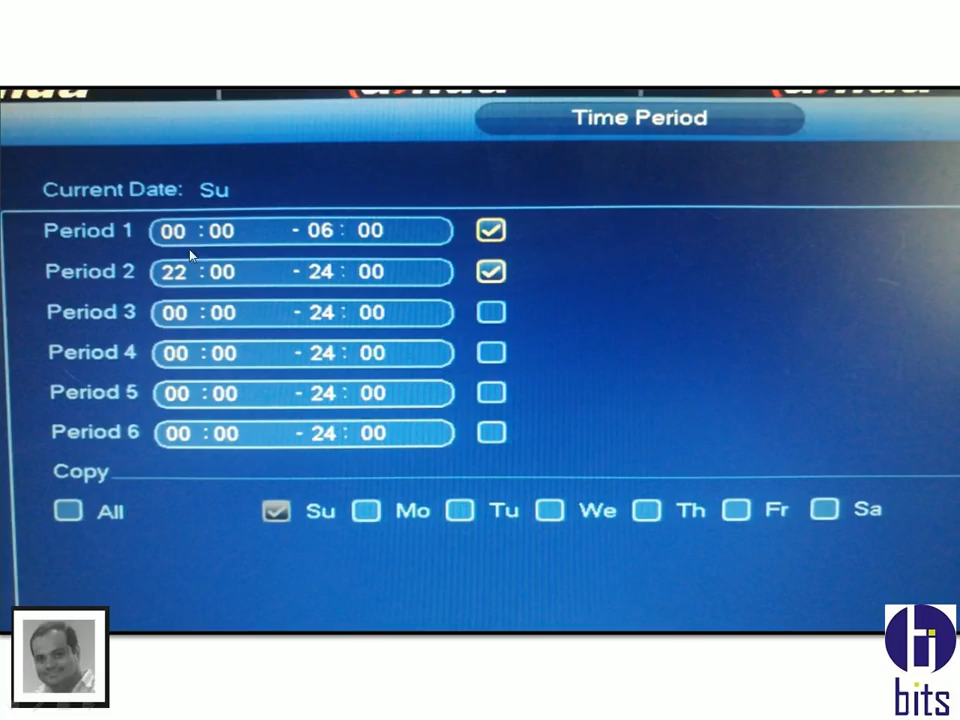 Time Period
Current Date: Su
Period 1 00 :00 - 06 : 00
Period 2 22 :00 - 24 : 00
Period 3 00 :00 - 24 : 00
Period 4 00 :00 - 24 : 00
Period 5 00 :00 - 24 : 00
Period 6 00 :00 - 24 : 00
Copy
All Su Mo Tu We Th Fr Sa
bits